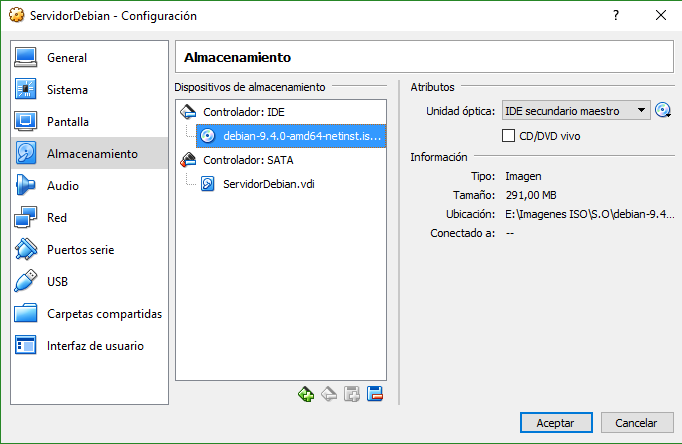 ServidorDebian - Configuración
General
Sistema
Pantalla
Almacenamiento
Audio
Red
Puertos serie
USB
Carpetas compartidas
Interfaz de usuario
Almacenamiento
Dispositivos de almacenamiento
Controlador: IDE
debian-9.4.0-amd64-netinst.is...
Controlador: SATA
ServidorDebian.vdi
Atributos
Unidad óptica: IDE secundario maestro
CD/DVD vivo
Información
Tipo: Imagen
Tamaño: 291,00 MB
Ubicación: E:\Imagenes ISO\S.O\debian-9.4...
Conectado a: --
Aceptar
Cancelar